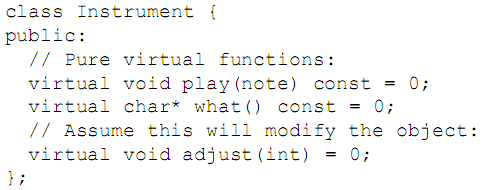 class Instrument {
public:
  // Pure virtual functions:
  virtual void play(note) const = 0;
  virtual char* what() const = 0;
  // Assume this will modify the object:
  virtual void adjust(int) = 0;
};